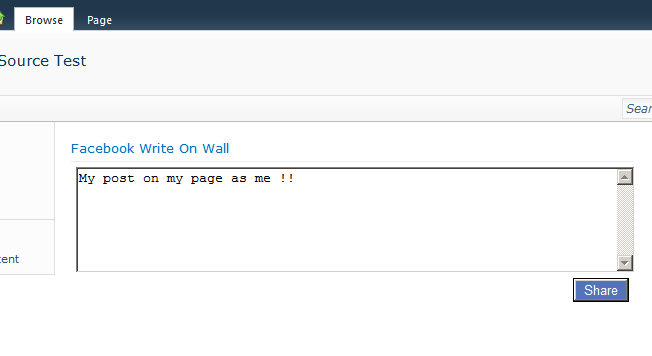 Browse Page
Source Test
Sear
Facebook Write On Wall
My post on my page as me !!
tent
Share